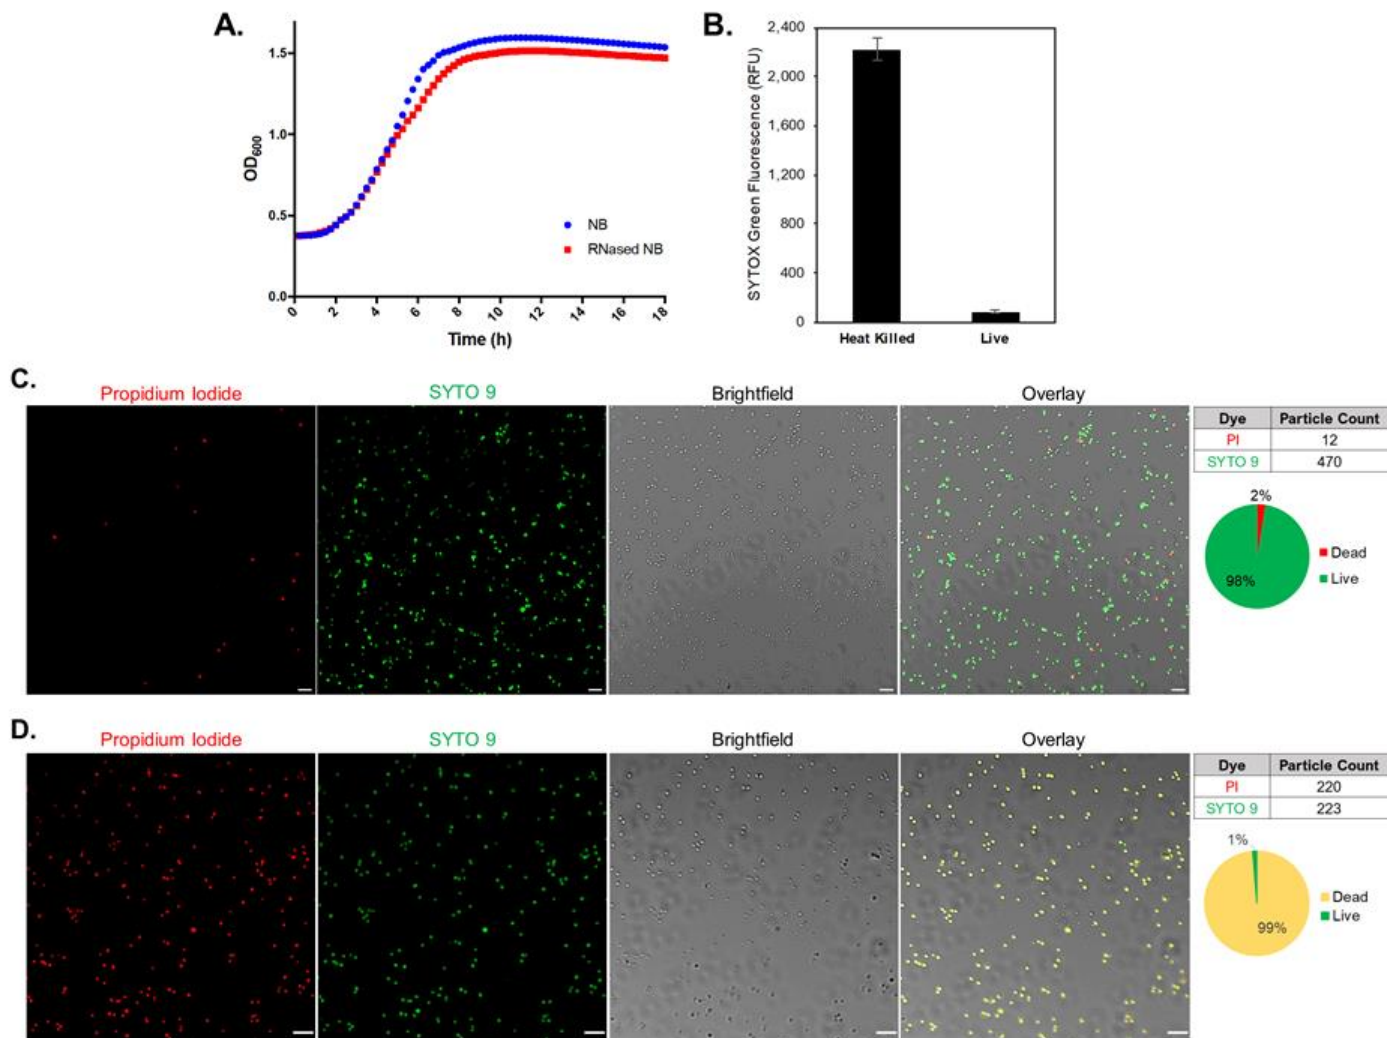 A.
1.5
1.0
0.5
0.0
OD600
0 2 4 6 8 10 12 14 16 18
Time (h)
NB
RNased NB
B.
2,400
2,000
1,600
1,200
800
400
0
SYTOX Green Fluorescence (RFU)
Heat Killed Live
C.
Propidium Iodide SYTO 9 Brightfield Overlay
Dye Particle Count
PI 12
SYTO 9 470
2%
98%
Dead
Live
D.
Propidium Iodide SYTO 9 Brightfield Overlay
Dye Particle Count
PI 220
SYTO 9 223
1%
99%
Dead
Live